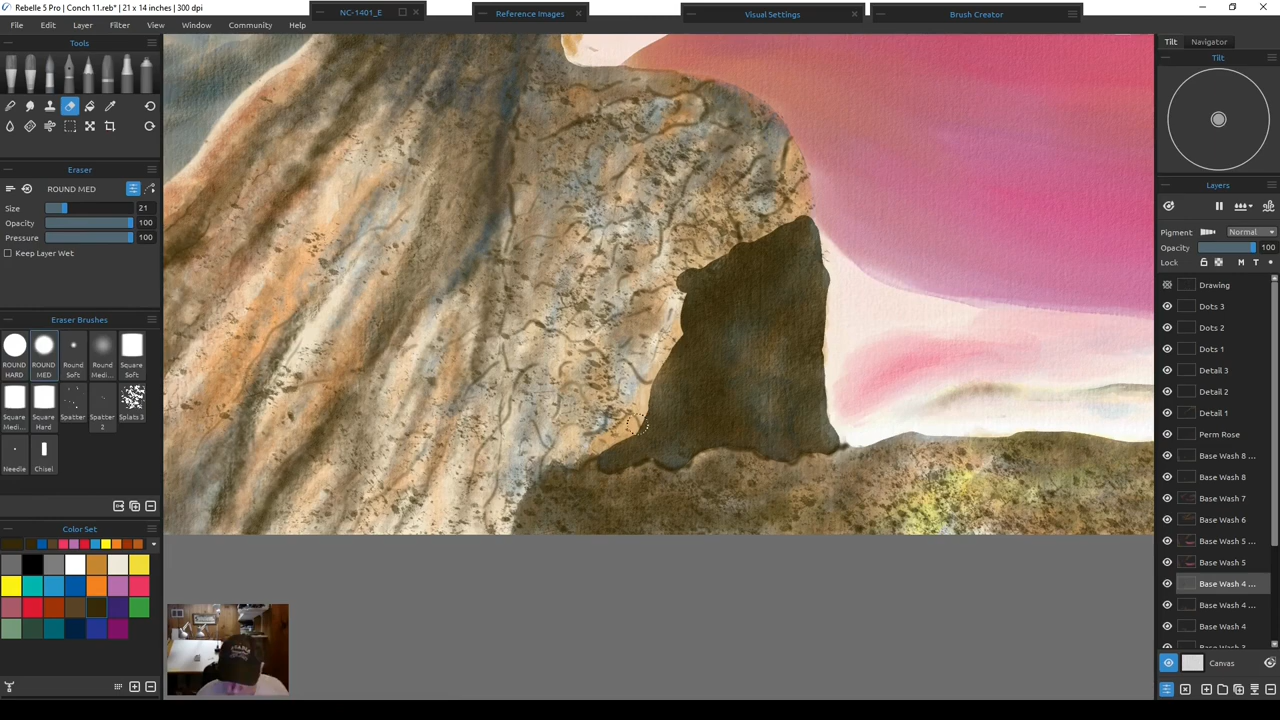 Rebelle 5 Pro | Conch 11.reb* | 21 x 14 inches | 300 dpi
NC-1401_E
Reference Images
Visual Settings
Brush Creator
File Edit Layer Filter View Window Community Help
Tools
Eraser
ROUND MED
Size 21
Opacity 100
Pressure 100
Keep Layer Wet
Eraser Brushes
ROUND HARD
ROUND MED
Round Soft
Round Medi...
Square Soft
Square Medi...
Square Hard
Spatter
Spatter 2
Splats 3
Needle
Chisel
Color Set
Tilt Navigator
Tilt
Layers
Pigment Normal
Opacity 100
Lock M T
Drawing
Dots 3
Dots 2
Dots 1
Detail 3
Detail 2
Detail 1
Perm Rose
Base Wash 8 ...
Base Wash 8
Base Wash 7
Base Wash 6
Base Wash 5 ...
Base Wash 5
Base Wash 4 ...
Base Wash 4 ...
Base Wash 4
Canvas